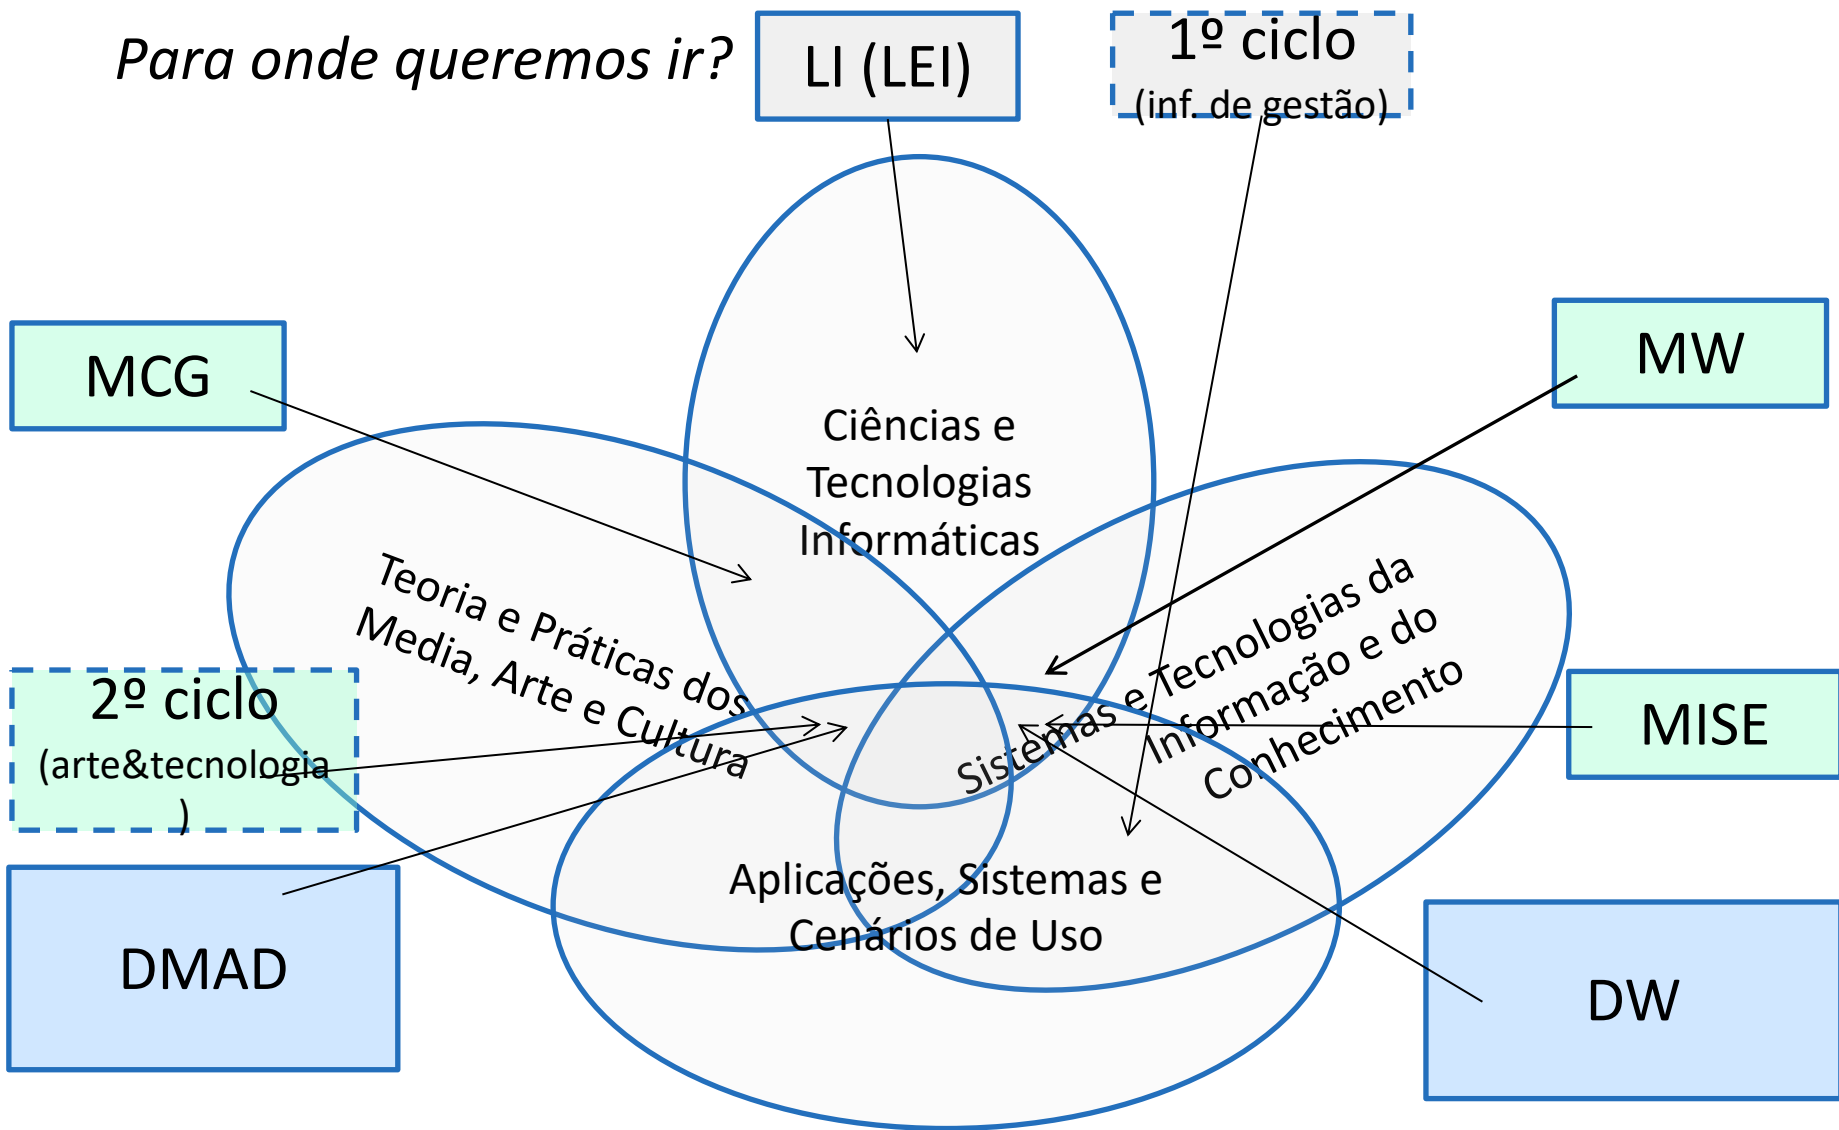 Para onde queremos ir?
LI (LEI)
1º ciclo
(inf. de gestão)
MCG
MW
Ciências e
Tecnologias
Informáticas
Teoria e Práticas dos
Media, Arte e Cultura
Sistemas e Tecnologias da
Informação e do
Conhecimento
2º ciclo
(arte&tecnologia
)
MISE
Aplicações, Sistemas e
Cenários de Uso
DMAD
DW